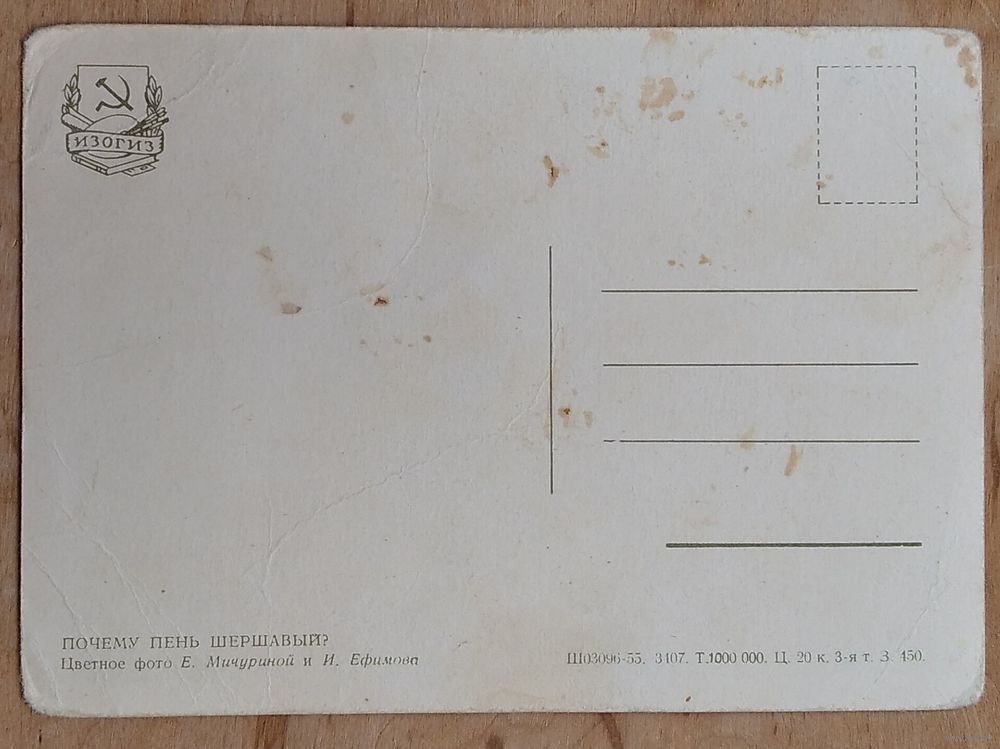 ИЗОГИЗ
ПОЧЕМУ ПЕНЬ ШЕРШАВЫЙ?
Цветное фото Е. Мичуриной и И. Ефимова
Ш03096-55. 3107. Т.1000 000. Ц. 20 к. 3-я т. З. 450.